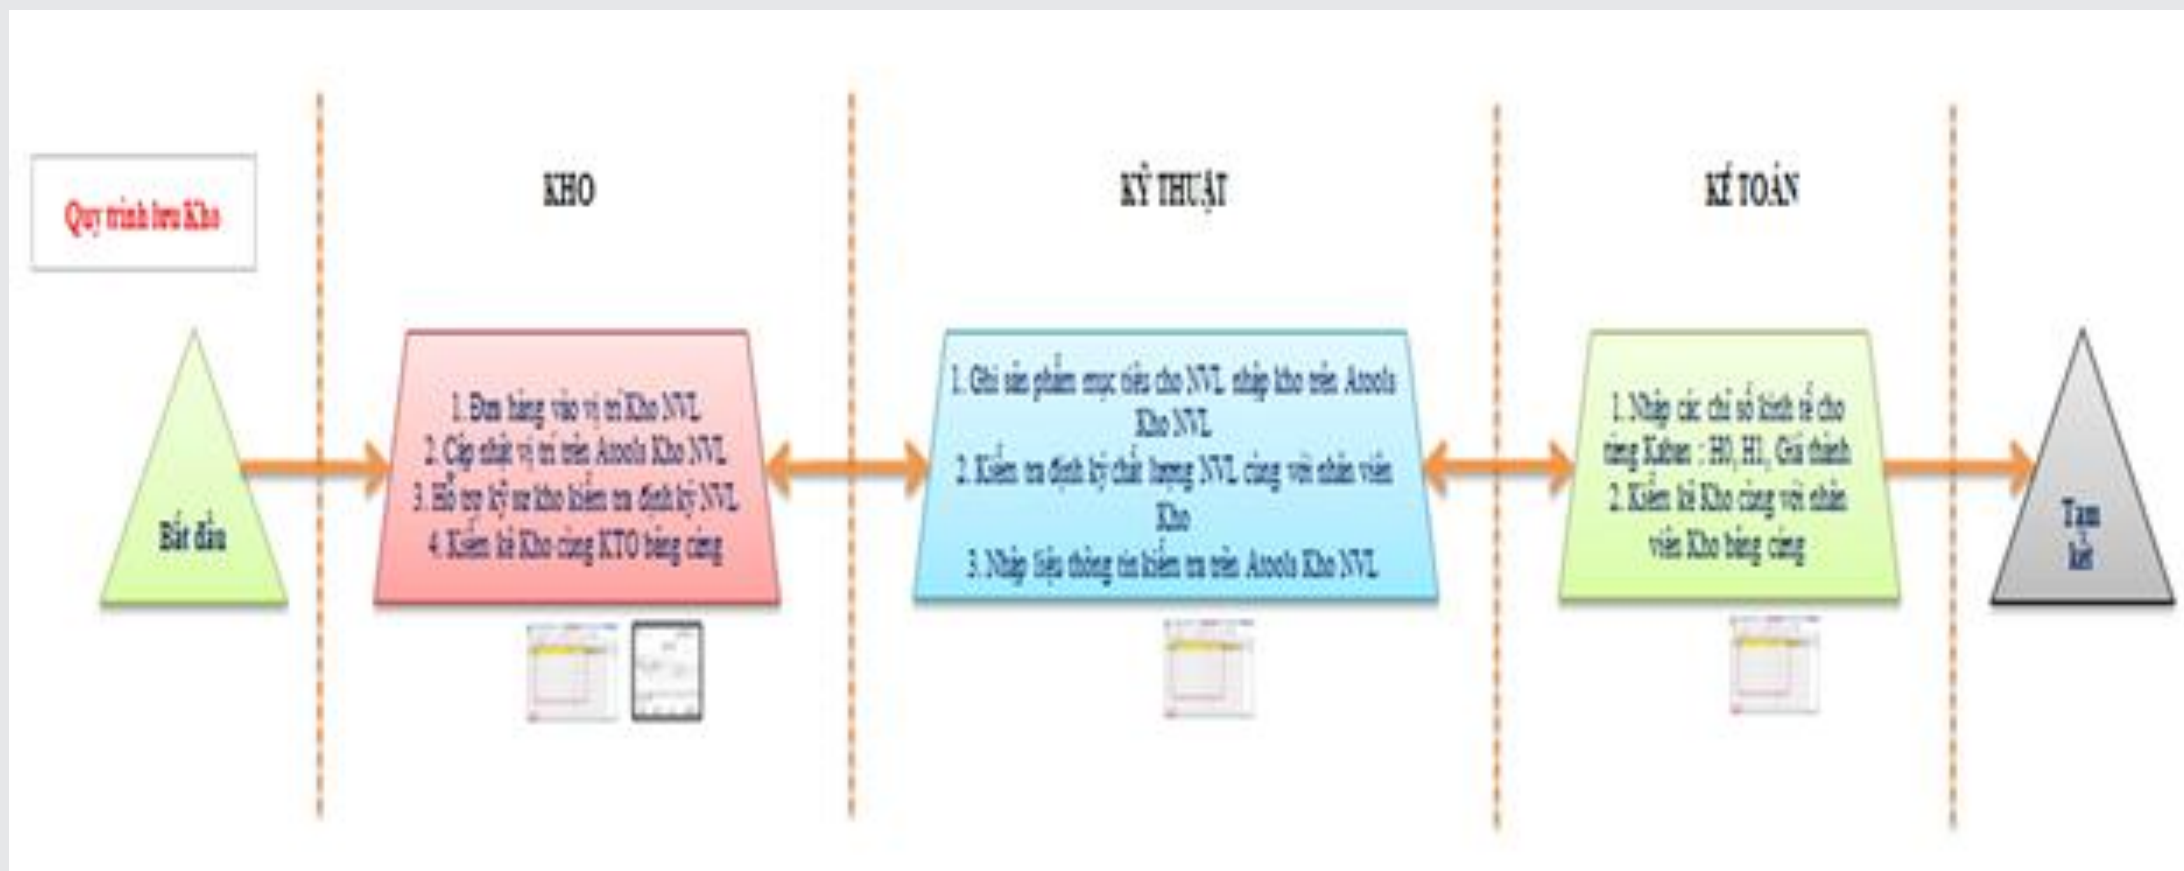 Quy trình lưu Kho
KHO
KỸ THUẬT
KẾ TOÁN
Bắt đầu
1. Đưa hàng vào vị trí Kho NVL
2. Cập nhật vị trí trên Atools Kho NVL
3. Hỗ trợ kỹ sư kho kiểm tra định kỳ NVL
4. Kiểm kê Kho cùng KTO hàng tháng
1. Ghi sản phẩm mục tiêu cho NVL nhập kho trên Atools
Kho NVL
2. Kiểm tra định kỳ chất lượng NVL cùng với nhân viên
Kho
3. Nhập liệu thông tin kiểm tra trên Atools Kho NVL
1. Nhập các chỉ số kinh tế cho
từng Kaban : H0, H1, Giá thành
2. Kiểm kê Kho cùng với nhân
viên Kho hàng tháng
Tạm
kết